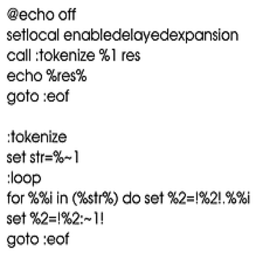 @echo off
setlocal enabledelayedexpansion
call :tokenize %1 res
echo %res%
goto :eof

:tokenize
set str=%~1
:loop
for %%i in (%str%) do set %2=!%2!.%%i
set %2=!%2:~1!
goto :eof